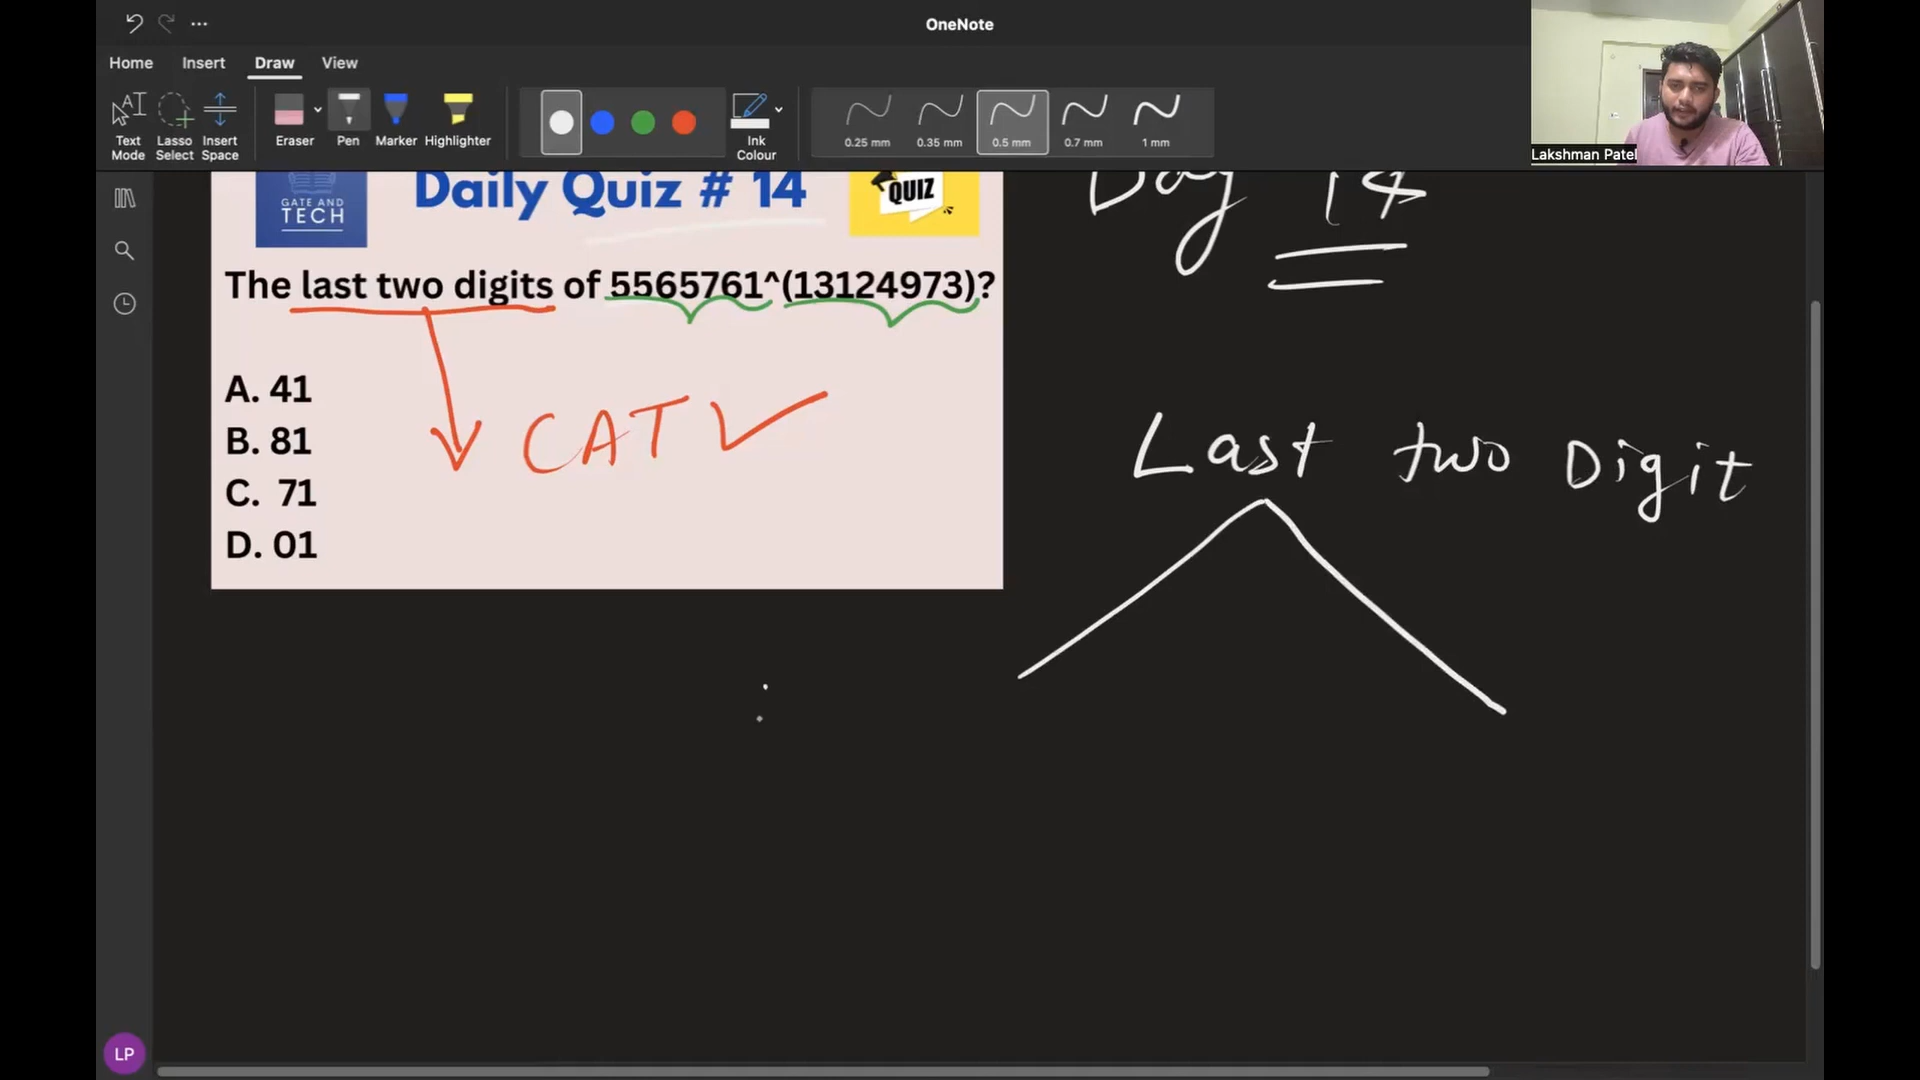 OneNote
Home Insert Draw View
Text Mode
Lasso Select
Insert Space
Eraser
Pen
Marker
Highlighter
Ink Colour
0.25 mm
0.35 mm
0.5 mm
0.7 mm
1 mm
Lakshman Patel
GATE AND
TECH
Daily Quiz # 14
QUIZ
Day 14
The last two digits of 5565761^(13124973)?
A. 41
B. 81
C. 71
D. 01
CAT
Last two Digit
LP